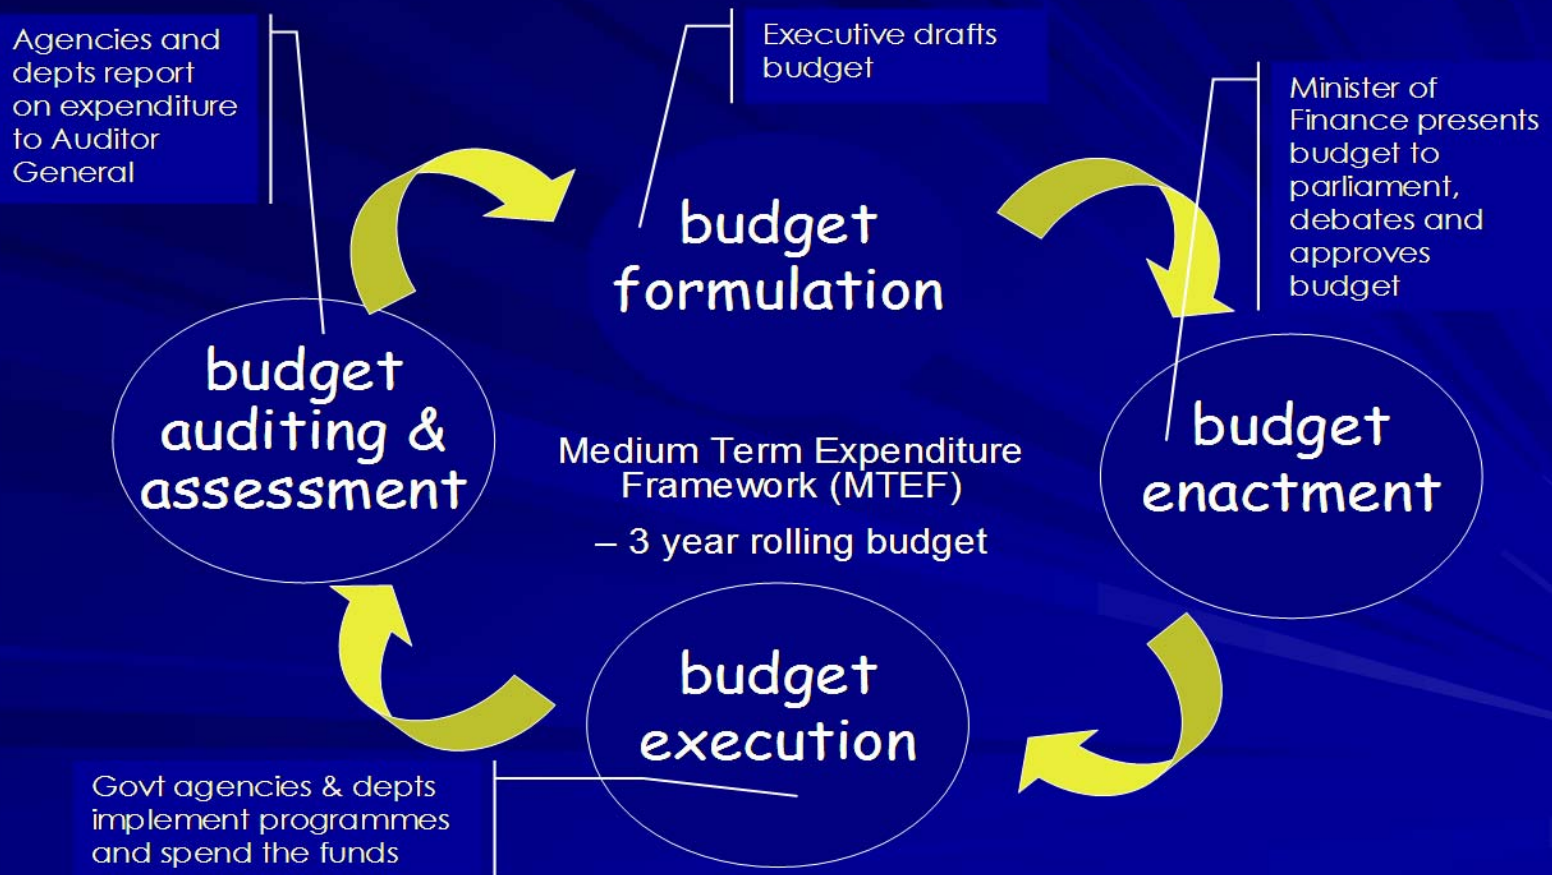 Agencies and
depts report
on expenditure
to Auditor
General
Executive drafts
budget
Minister of
Finance presents
budget to
parliament,
debates and
approves
budget
budget
formulation
budget
auditing &
assessment
Medium Term Expenditure
Framework (MTEF)
– 3 year rolling budget
budget
enactment
budget
execution
Govt agencies & depts
implement programmes
and spend the funds